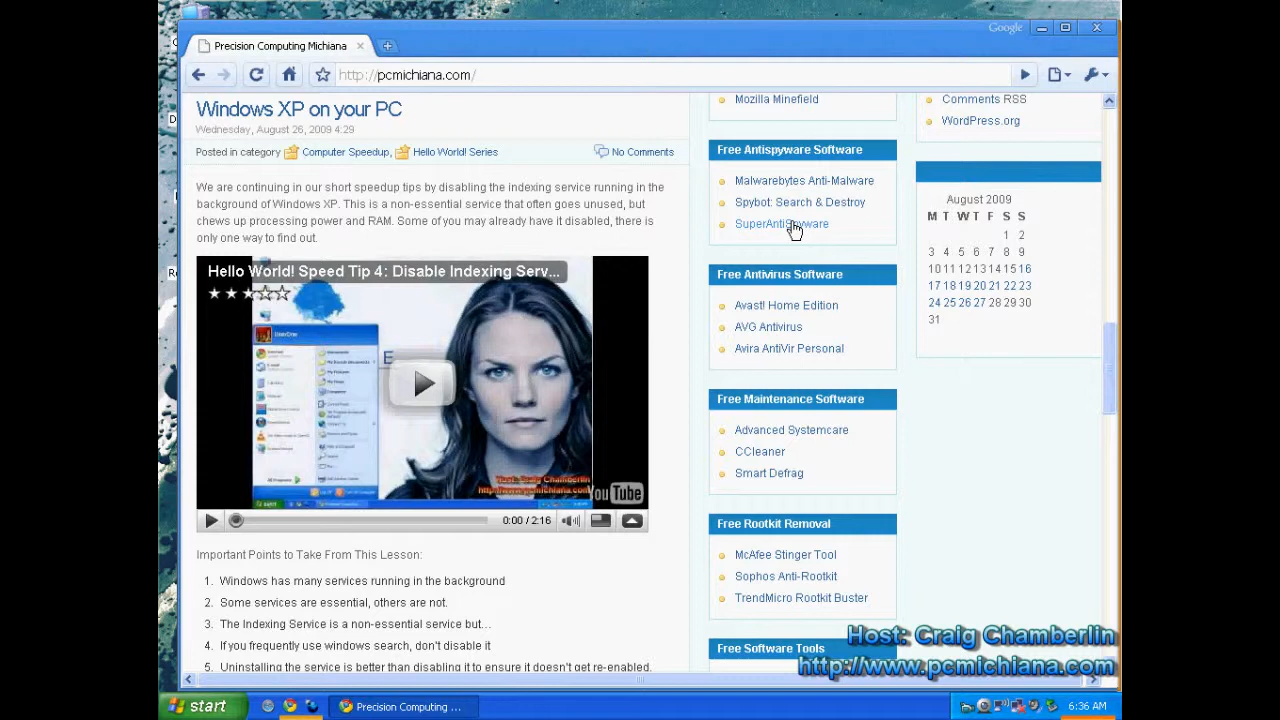 Google
Precision Computing Michiana
http://pcmichiana.com/
Windows XP on your PC
Wednesday, August 26, 2009 4:29
Posted in category Computer Speedup, Hello World! Series
No Comments
We are continuing in our short speedup tips by disabling the indexing service running in the
background of Windows XP. This is a non-essential service that often goes unused, but
chews up processing power and RAM. Some of you may already have it disabled, there is
only one way to find out.
Hello World! Speed Tip 4: Disable Indexing Serv...
Host: Craig Chamberlin
http://www.pcmichiana.com
You Tube
0:00 / 2:16
Important Points to Take From This Lesson:
1. Windows has many services running in the background
2. Some services are essential, others are not.
3. The Indexing Service is a non-essential service but...
4. If you frequently use windows search, don't disable it
5. Uninstalling the service is better than disabling it to ensure it doesn't get re-enabled.
Mozilla Minefield
Free Antispyware Software
Malwarebytes Anti-Malware
Spybot: Search & Destroy
SuperAntiSpyware
Free Antivirus Software
Avast! Home Edition
AVG Antivirus
Avira AntiVir Personal
Free Maintenance Software
Advanced Systemcare
CCleaner
Smart Defrag
Free Rootkit Removal
McAfee Stinger Tool
Sophos Anti-Rootkit
TrendMicro Rootkit Buster
Free Software Tools
Comments RSS
WordPress.org
August 2009
M T W T F S S
1 2
3 4 5 6 7 8 9
10 11 12 13 14 15 16
17 18 19 20 21 22 23
24 25 26 27 28 29 30
31
Host: Craig Chamberlin
http://www.pcmichiana.com
start
Precision Computing ...
6:36 AM